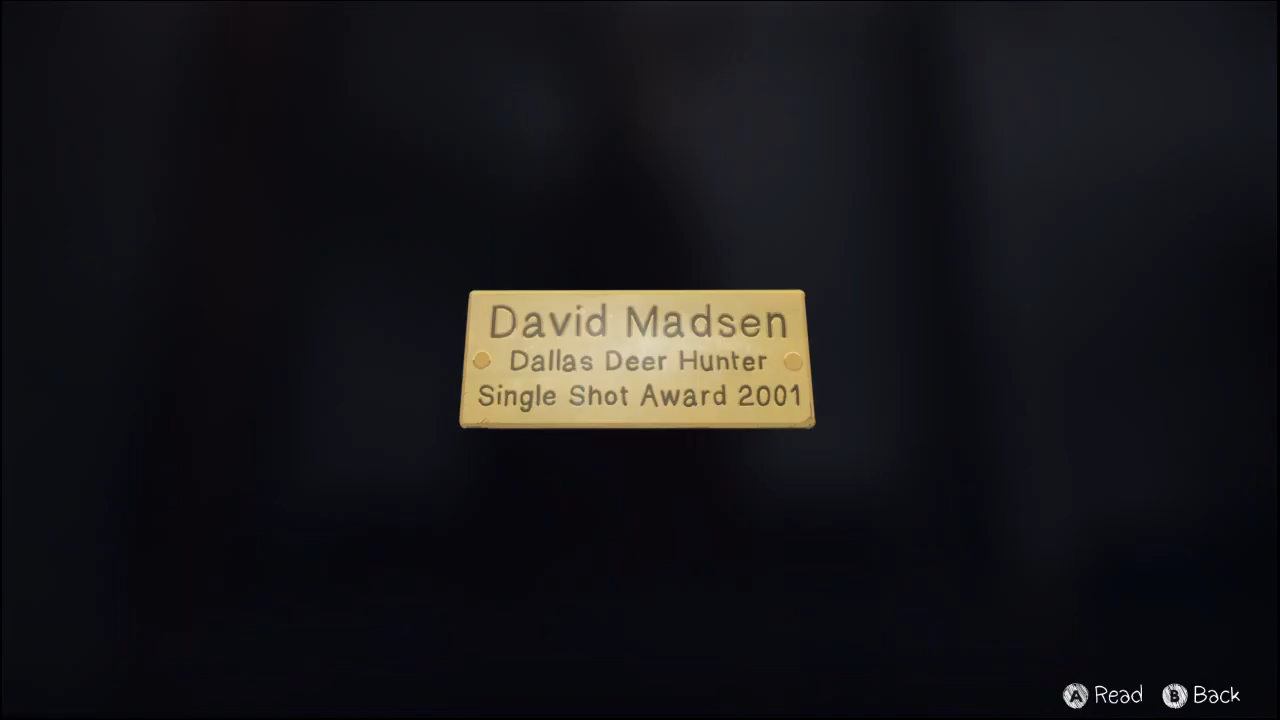 David Madsen
Dallas Deer Hunter
Single Shot Award 2001
A Read B Back